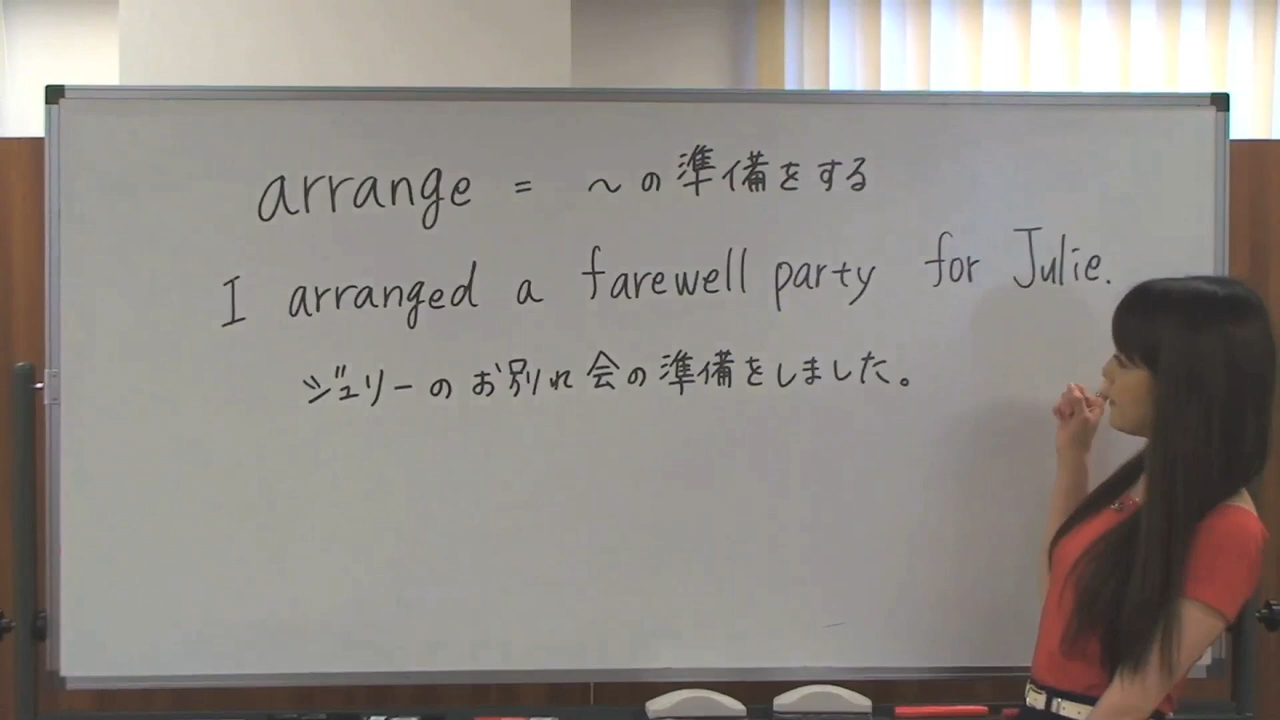 arrange = ～の準備をする
I arranged a farewell party for Julie.
ジュリーのお別れ会の準備をしました。